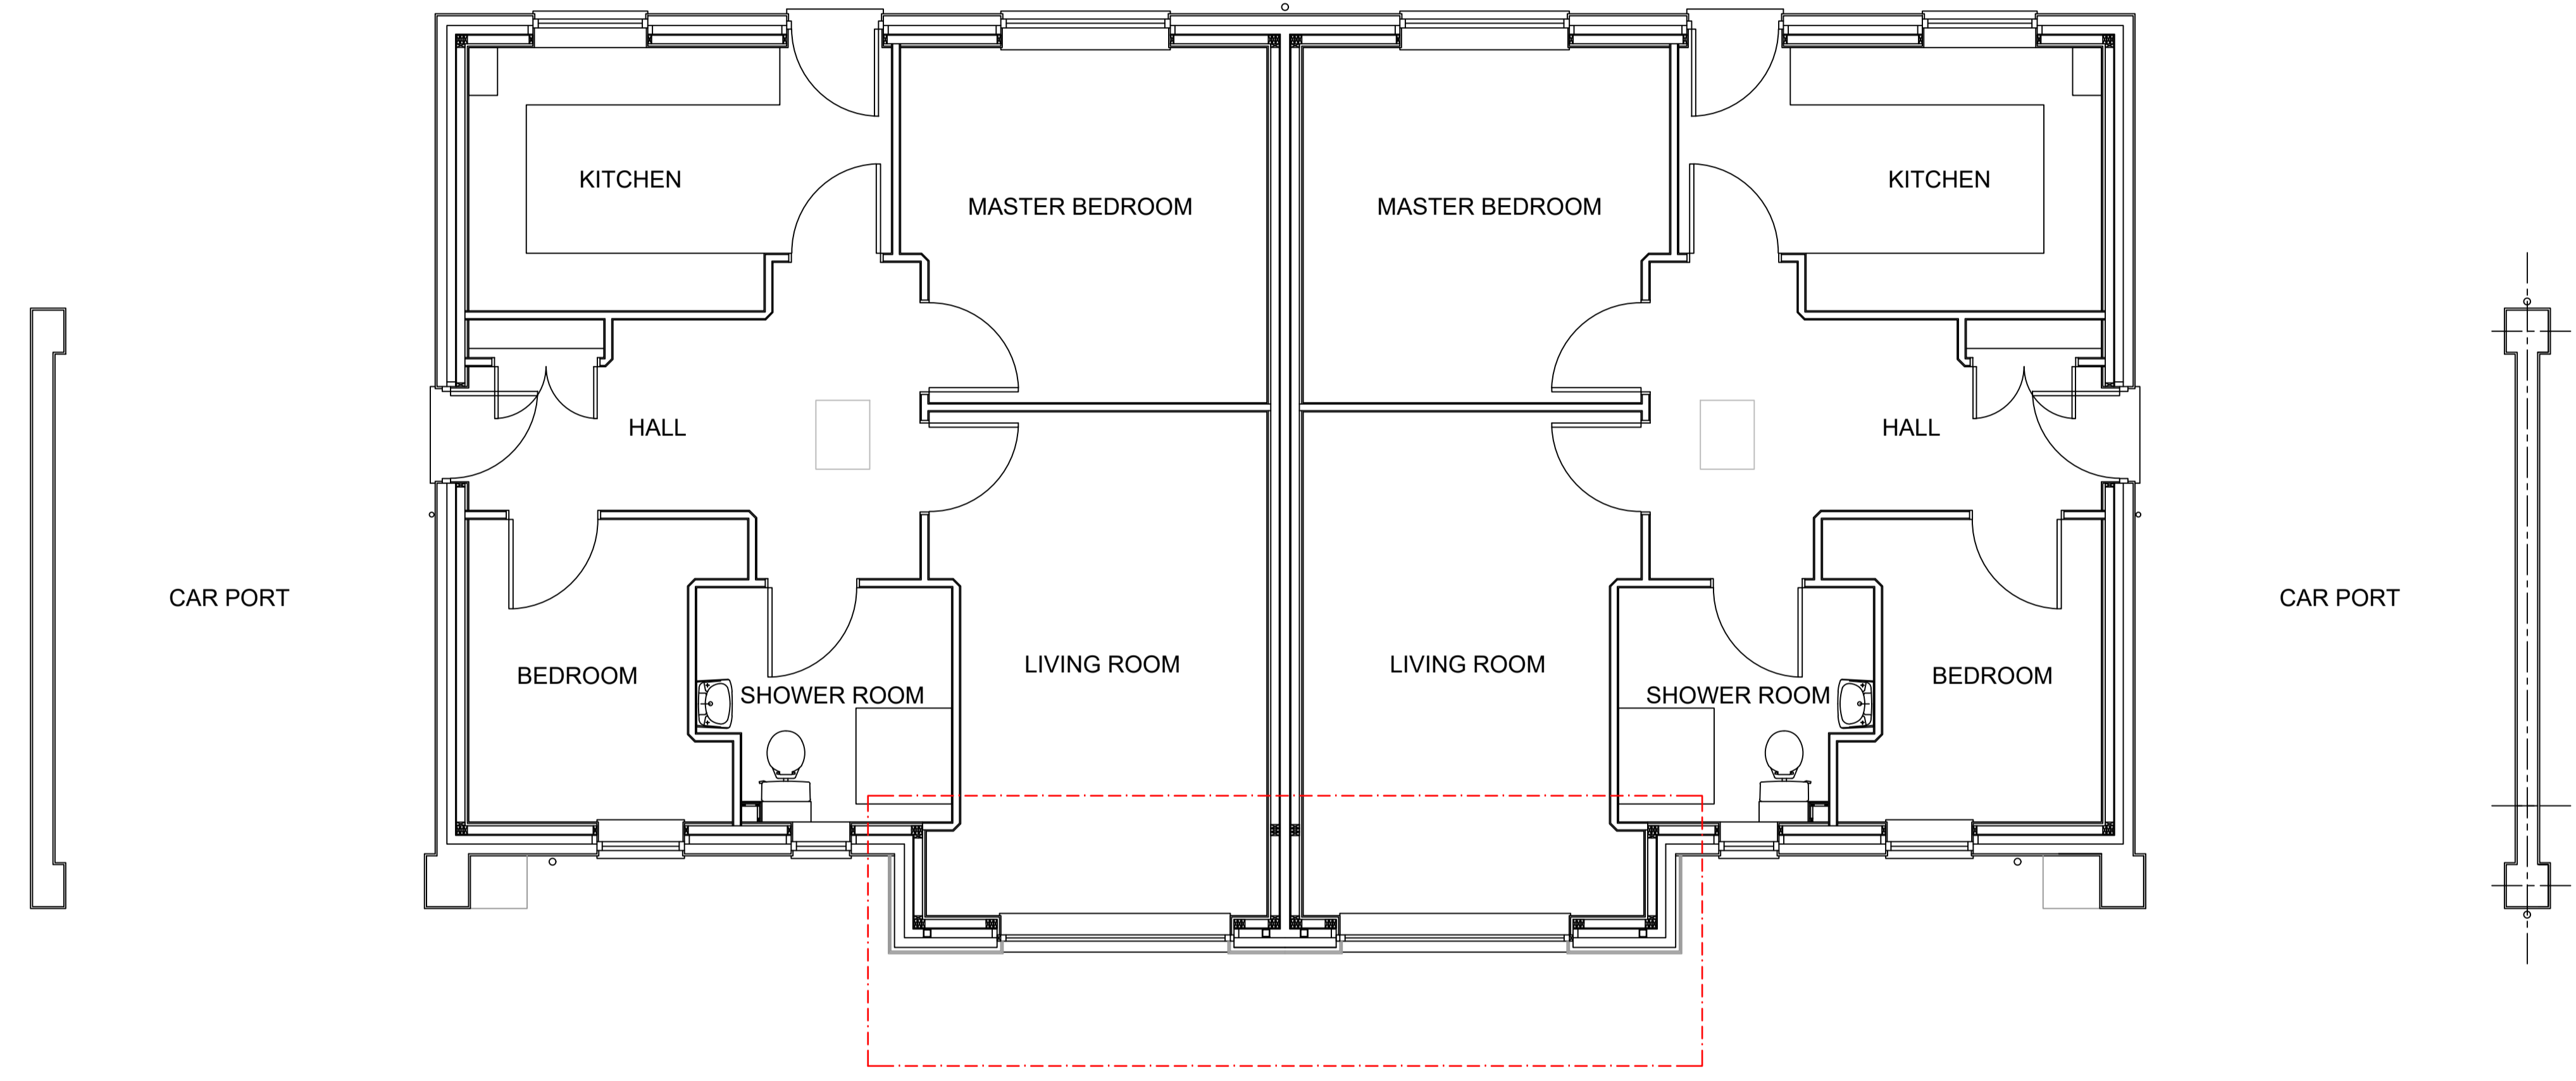 KITCHEN
KITCHEN
MASTER BEDROOM
MASTER BEDROOM
HALL
HALL
CAR PORT
CAR PORT
LIVING ROOM
LIVING ROOM
BEDROOM
BEDROOM
SHOWER ROOM
SHOWER ROOM